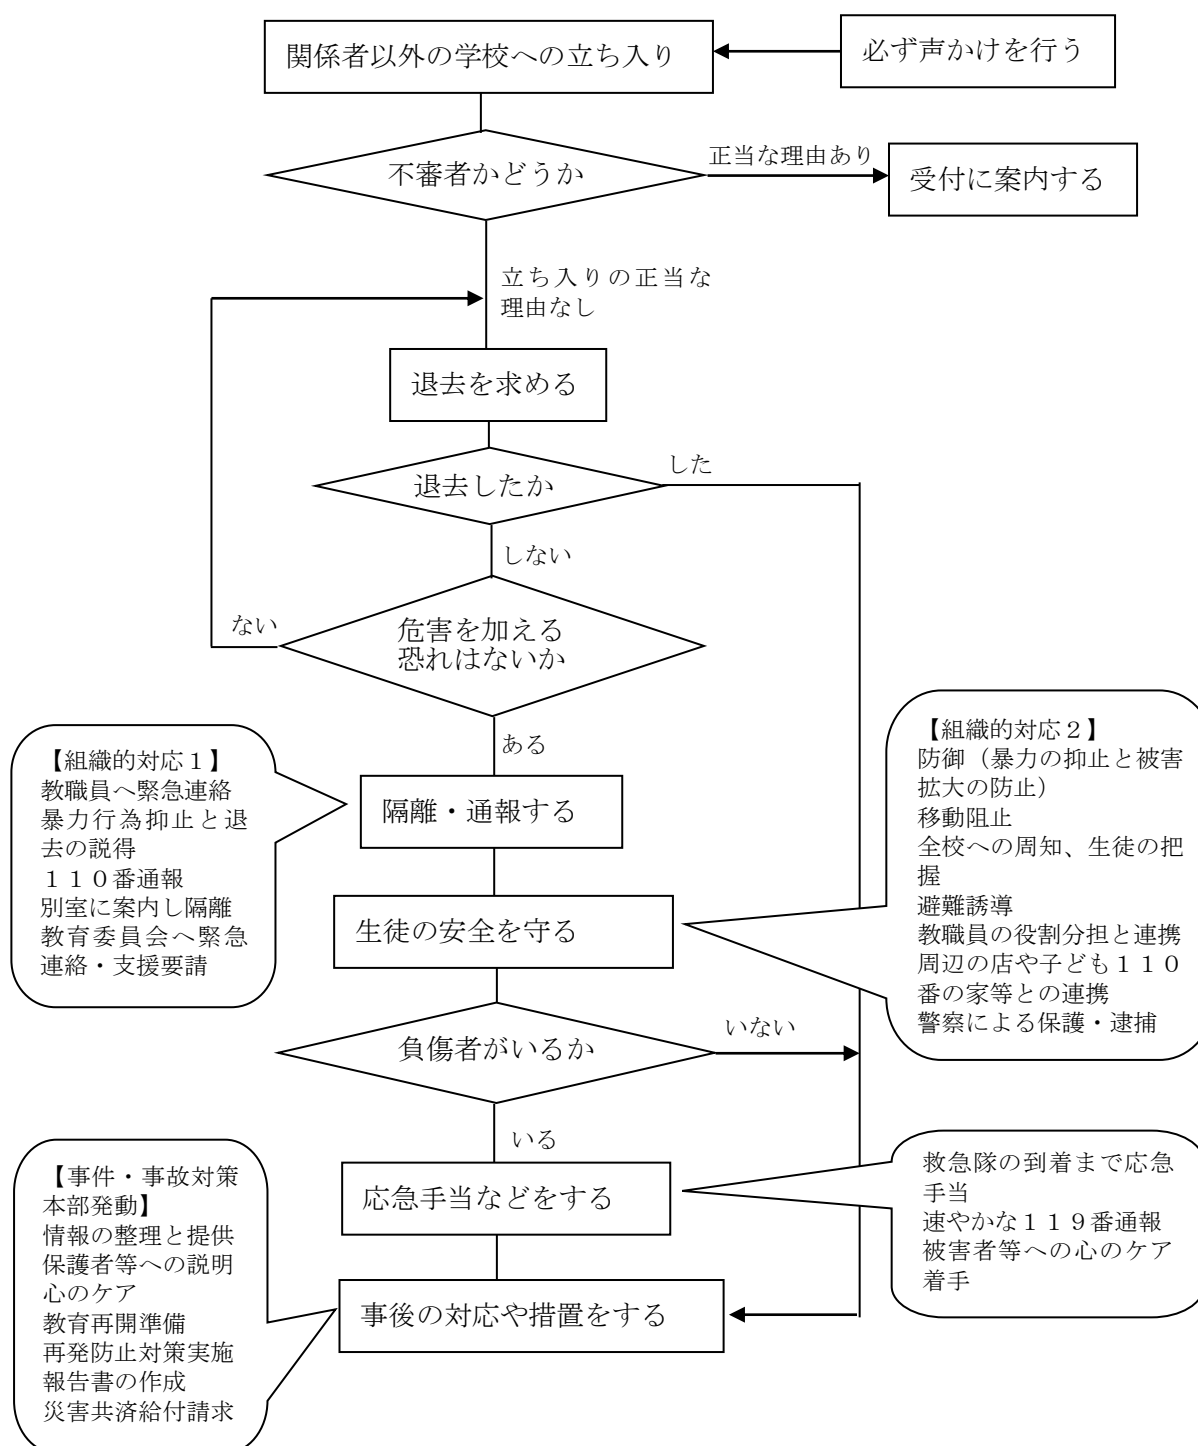 関係者以外の学校への立ち入り
必ず声かけを行う
不審者かどうか
正当な理由あり
受付に案内する
立ち入りの正当な
理由なし
退去を求める
退去したか
した
しない
危害を加える
恐れはないか
ない
ある
【組織的対応１】
教職員へ緊急連絡
暴力行為抑止と退
去の説得
１１０番通報
別室に案内し隔離
教育委員会へ緊急
連絡・支援要請
隔離・通報する
【組織的対応２】
防御（暴力の抑止と被害
拡大の防止）
移動阻止
全校への周知、生徒の把
握
避難誘導
教職員の役割分担と連携
周辺の店や子ども１１０
番の家等との連携
警察による保護・逮捕
生徒の安全を守る
負傷者がいるか
いない
いる
応急手当などをする
救急隊の到着まで応急
手当
速やかな１１９番通報
被害者等への心のケア
着手
【事件・事故対策
本部発動】
情報の整理と提供
保護者等への説明
心のケア
教育再開準備
再発防止対策実施
報告書の作成
災害共済給付請求
事後の対応や措置をする